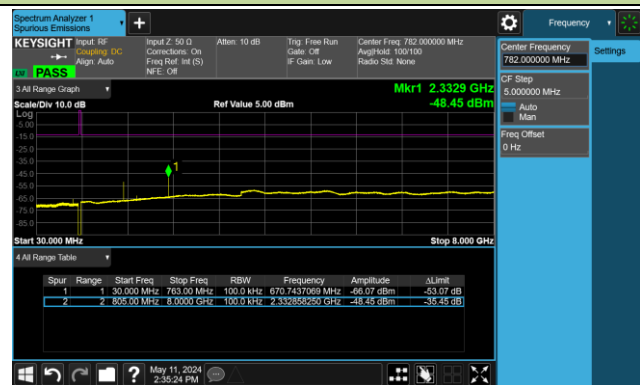 Spectrum Analyzer 1
Spurious Emissions
Frequency
KEYSIGHT
Input: RF
Coupling: DC
Align: Auto
Input Z: 50 Ω
Corrections: On
Freq Ref: Int (S)
NFE: Off
Atten: 10 dB
Trig: Free Run
Gate: Off
IF Gain: Low
Center Freq: 782.000000 MHz
Avg|Hold: 100/100
Radio Std: None
PASS
Center Frequency
782.000000 MHz
Settings
CF Step
5.000000 MHz
Auto
Man
Freq Offset
0 Hz
3 All Range Graph
Mkr1 2.3329 GHz
Scale/Div 10.0 dB
Ref Value 5.00 dBm
-48.45 dBm
Log
-5.00
-15.0
-25.0
-35.0
-45.0
-55.0
-65.0
-75.0
-85.0
1
Start 30.000 MHz
Stop 8.000 GHz
4 All Range Table
Spur Range Start Freq Stop Freq RBW Frequency Amplitude ΔLimit
1 1 30.000 MHz 763.00 MHz 100.0 kHz 670.7437069 MHz -66.07 dBm -53.07 dB
2 2 805.00 MHz 8.0000 GHz 100.0 kHz 2.332858250 GHz -48.45 dBm -35.45 dB
?
May 11, 2024
2:35:24 PM